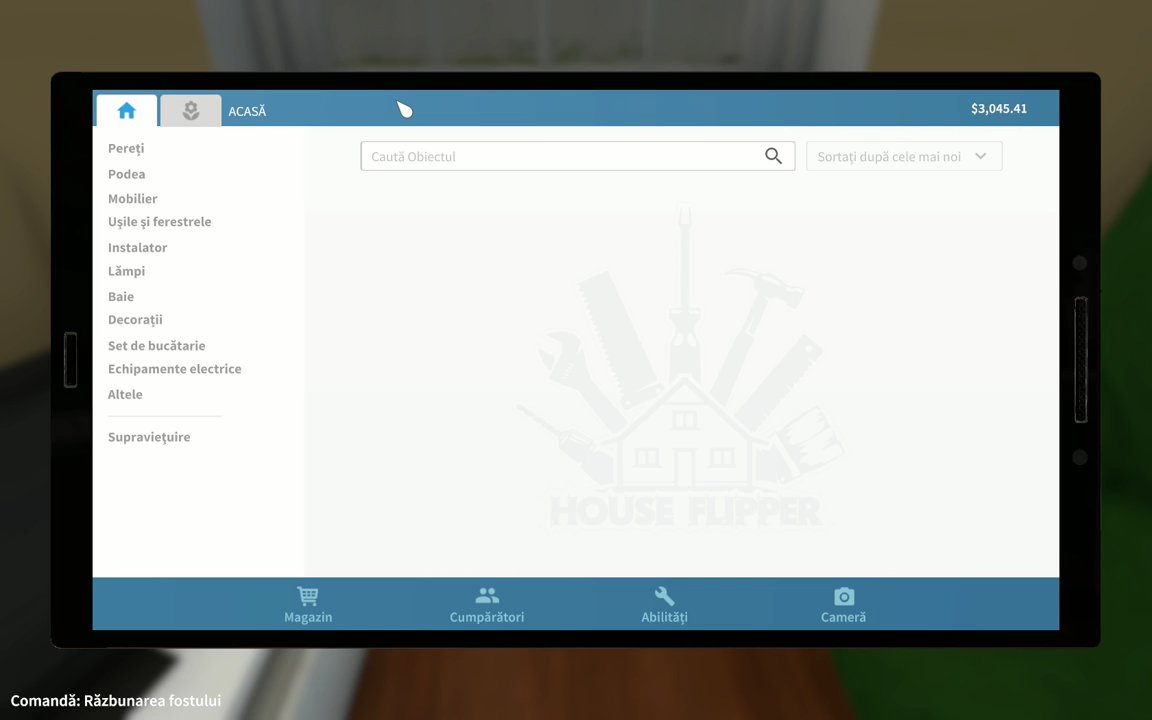 ACASĂ
$3,045.41
Pereți
Podea
Mobilier
Ușile și ferestrele
Instalator
Lămpi
Baie
Decorații
Set de bucătarie
Echipamente electrice
Altele
Supraviețuire
Caută Obiectul
Sortați după cele mai noi
HOUSE FLIPPER
Magazin
Cumpărători
Abilități
Cameră
Comandă: Răzbunarea fostului